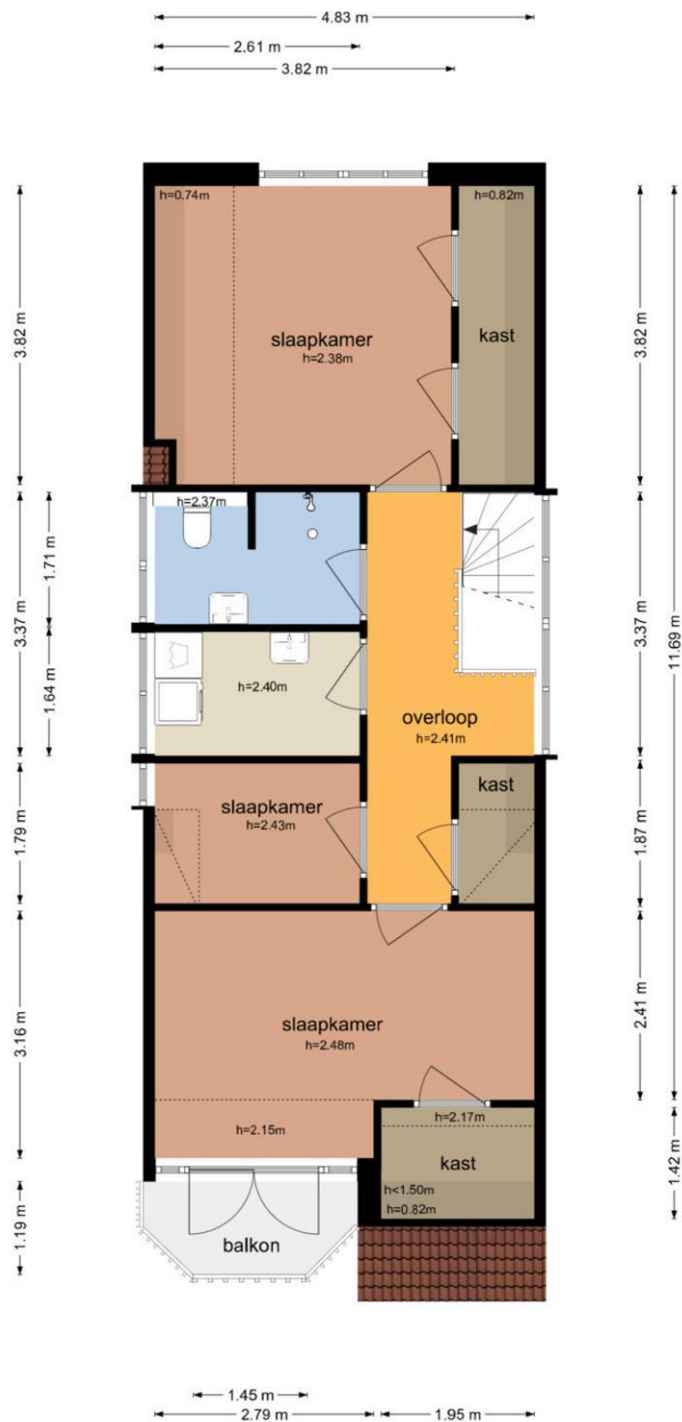 4.83 m
2.61 m
3.82 m
h=0.74m
h=0.82m
3.82 m
slaapkamer
h=2.38m
kast
3.82 m
11.69 m
h=2.37m
1.71 m
3.37 m
3.37 m
1.64 m
h=2.40m
overloop
h=2.41m
1.79 m
slaapkamer
h=2.43m
kast
1.87 m
3.16 m
slaapkamer
h=2.48m
2.41 m
h=2.15m
h=2.17m
kast
h<1.50m
h=0.82m
1.42 m
1.19 m
balkon
1.45 m
2.79 m
1.95 m